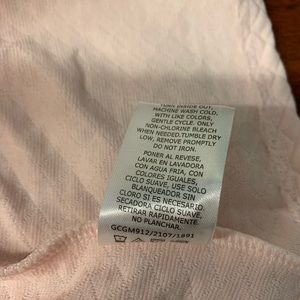 TURN INSIDE OUT,
MACHINE WASH COLD,
WITH LIKE COLORS,
GENTLE CYCLE. ONLY
NON-CHLORINE BLEACH
WHEN NEEDED.TUMBLE DRY
LOW, REMOVE PROMPTLY
DO NOT IRON.
PONER AL REVESE,
LAVAR EN LAVADORA
CON AGUA FRIA, CON
COLORES IGUALES,
CICLO SUAVE, USE SOLO
BLANQUEADOR SIN
CLORO SI ES NECESARIO
SECADORA CICLO SUAVE,
RETIRAR RAPIDAMENTE.
NO PLANCHAR.
GCGM912/2107/1891